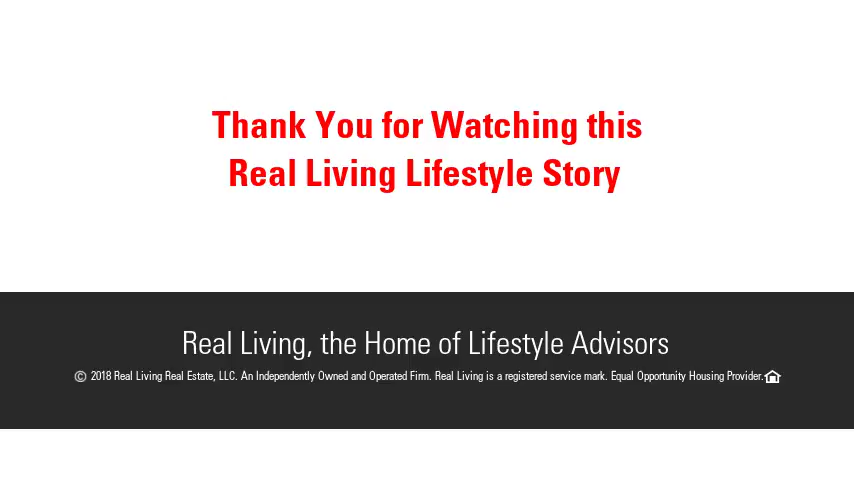 Thank You for Watching this
Real Living Lifestyle Story
Real Living, the Home of Lifestyle Advisors
© 2018 Real Living Real Estate, LLC. An Independently Owned and Operated Firm. Real Living is a registered service mark. Equal Opportunity Housing Provider.